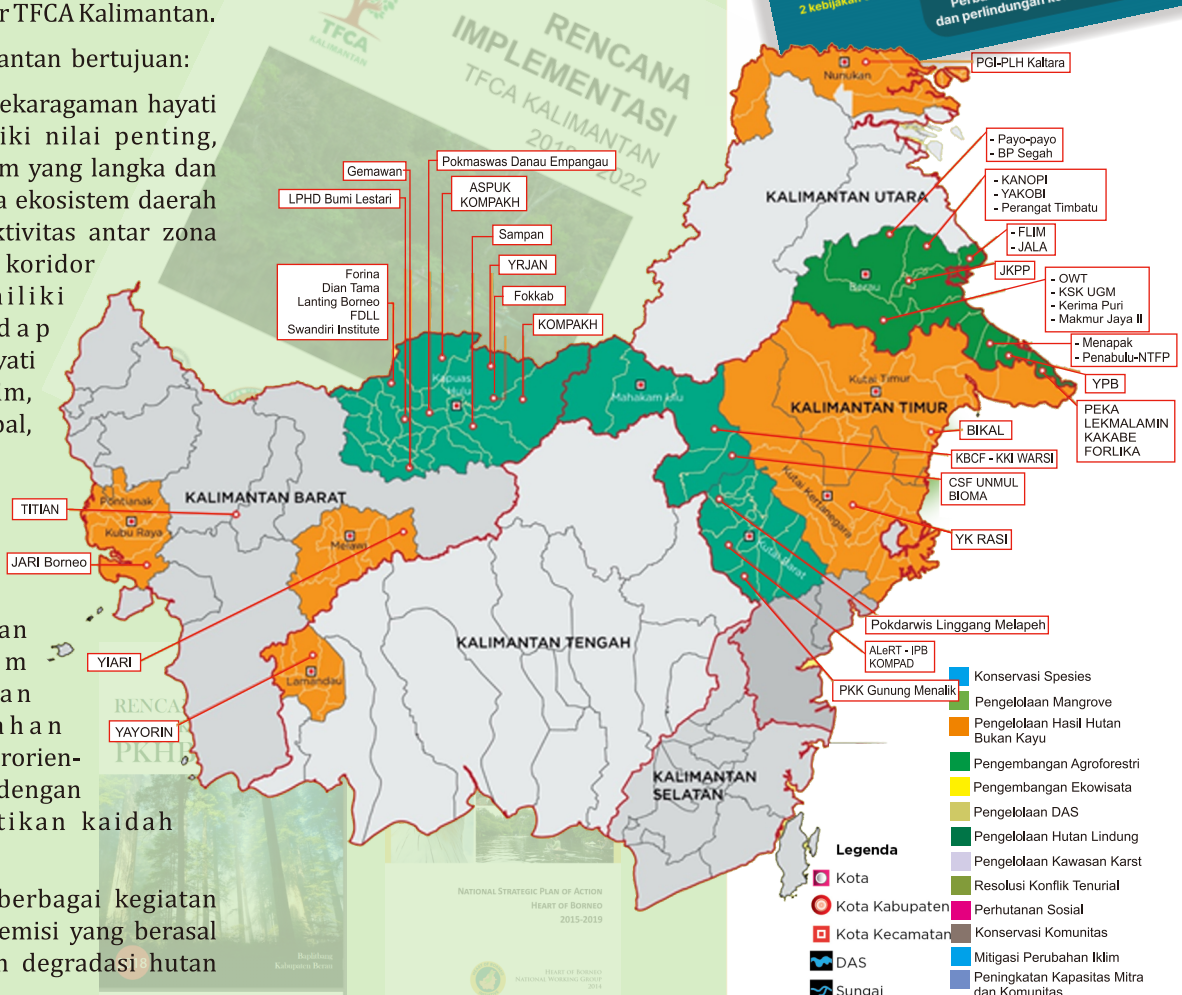 r TFCA Kalimantan.
antan bertujuan:
ekaragaman hayati
iki nilai penting,
m yang langka dan
a ekosistem daerah
ktivitas antar zona
koridor
iliki
dap
yati
im,
bal,
an
m
an
ahan
rorien-
dengan
tikan kaidah
berbagai kegiatan
emisi yang berasal
n degradasi hutan
TFCA
KALIMANTAN
RENCANA
IMPLEMENTASI
TFCA KALIMANTAN
2022
2 kebijakan
dan perlindungan
PGI-PLH Kaltara
Nunukan
- Payo-payo
- BP Segah
KALIMANTAN UTARA
- KANOPI
- YAKOBI
- Perangat Timbatu
- FLIM
- JALA
JKPP
Berau
- OWT
- KSK UGM
- Kerima Puri
- Makmur Jaya II
- Menapak
- Penabulu-NTFP
YPB
PEKA
LEKMALAMIN
KAKABE
FORLIKA
Gemawan
Pokmaswas Danau Empangau
LPHD Bumi Lestari
ASPUK
KOMPAKH
Sampan
YRJAN
Fokkab
KOMPAKH
Forina
Dian Tama
Lanting Borneo
FDLL
Swandiri Institute
Kapuas
Hulu
Mahakam Ulu
Kutai Timur
KALIMANTAN TIMUR
BIKAL
KBCF - KKI WARSI
CSF UNMUL
BIOMA
Kutai Kertanegara
YK RASI
Kutai Barat
KALIMANTAN BARAT
Pontianak
Kubu Raya
TITIAN
JARI Borneo
Melawi
YIARI
Lamandau
YAYORIN
KALIMANTAN TENGAH
Pokdarwis Linggang Melapeh
ALeRT - IPB
KOMPAD
PKK Gunung Menalik
KALIMANTAN
SELATAN
RENCA
PKHB
NATIONAL STRATEGIC PLAN OF ACTION
HEART OF BORNEO
2015-2019
HEART OF BORNEO
NATIONAL WORKING GROUP
2014
Kabupaten Berau
Legenda
Kota
Kota Kabupaten
Kota Kecamatan
DAS
Sungai
Konservasi Spesies
Pengelolaan Mangrove
Pengelolaan Hasil Hutan
Bukan Kayu
Pengembangan Agroforestri
Pengembangan Ekowisata
Pengelolaan DAS
Pengelolaan Hutan Lindung
Pengelolaan Kawasan Karst
Resolusi Konflik Tenurial
Perhutanan Sosial
Konservasi Komunitas
Mitigasi Perubahan Iklim
Peningkatan Kapasitas Mitra
dan Komunitas